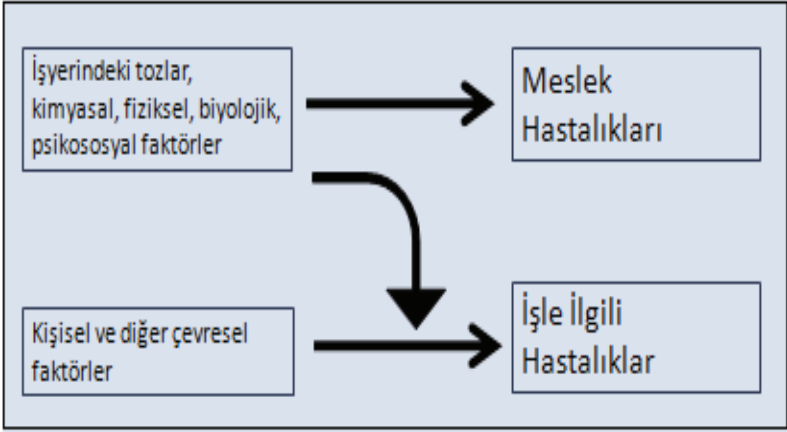 İşyerindeki tozlar,
kimyasal, fiziksel, biyolojik,
psikososyal faktörler
Meslek
Hastalıkları
Kişisel ve diğer çevresel
faktörler
İşle İlgili
Hastalıklar